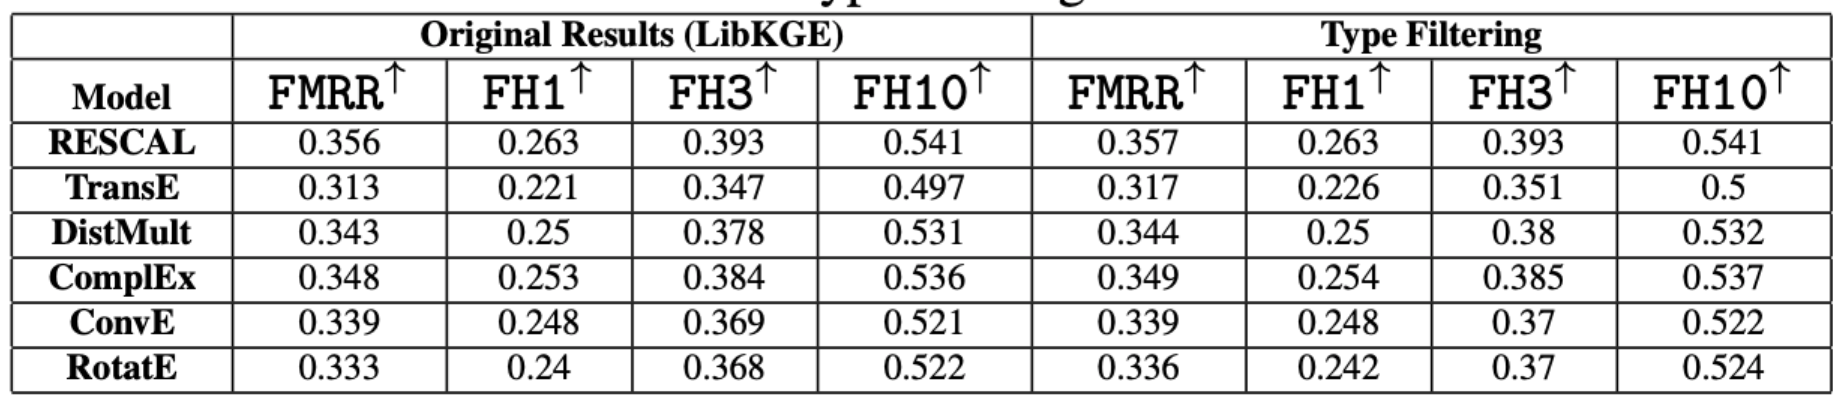 Original Results (LibKGE) Type Filtering
Model FMRR↑ FH1↑ FH3↑ FH10↑ FMRR↑ FH1↑ FH3↑ FH10↑
RESCAL 0.356 0.263 0.393 0.541 0.357 0.263 0.393 0.541
TransE 0.313 0.221 0.347 0.497 0.317 0.226 0.351 0.5
DistMult 0.343 0.25 0.378 0.531 0.344 0.25 0.38 0.532
ComplEx 0.348 0.253 0.384 0.536 0.349 0.254 0.385 0.537
ConvE 0.339 0.248 0.369 0.521 0.339 0.248 0.37 0.522
RotatE 0.333 0.24 0.368 0.522 0.336 0.242 0.37 0.524